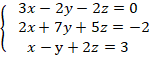 3x − 2y − 2z = 0
2x + 7y + 5z = −2
x − y + 2z = 3